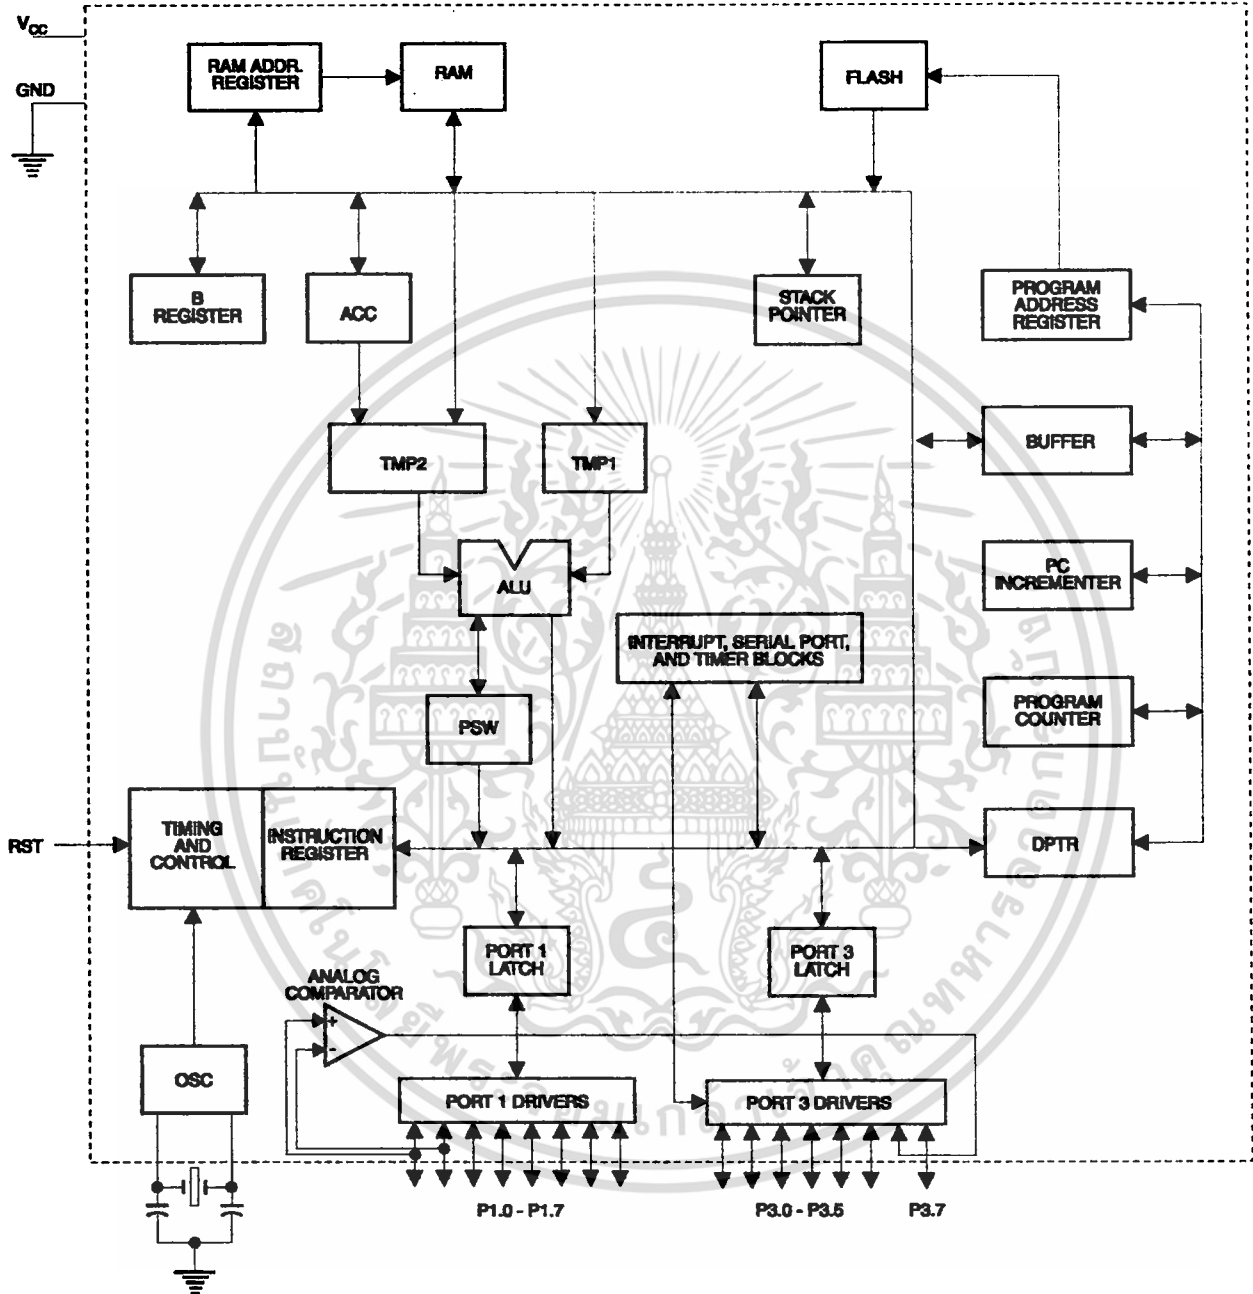 VCC
GND
RAM ADDR.
REGISTER
RAM
FLASH
B
REGISTER
ACC
STACK
POINTER
PROGRAM
ADDRESS
REGISTER
TMP2
TMP1
BUFFER
ALU
PC
INCREMENTER
INTERRUPT, SERIAL PORT,
AND TIMER BLOCKS
PSW
PROGRAM
COUNTER
RST
TIMING
AND
CONTROL
INSTRUCTION
REGISTER
DPTR
PORT 1
LATCH
PORT 3
LATCH
ANALOG
COMPARATOR
+
-
OSC
PORT 1 DRIVERS
PORT 3 DRIVERS
P1.0 - P1.7
P3.0 - P3.5
P3.7